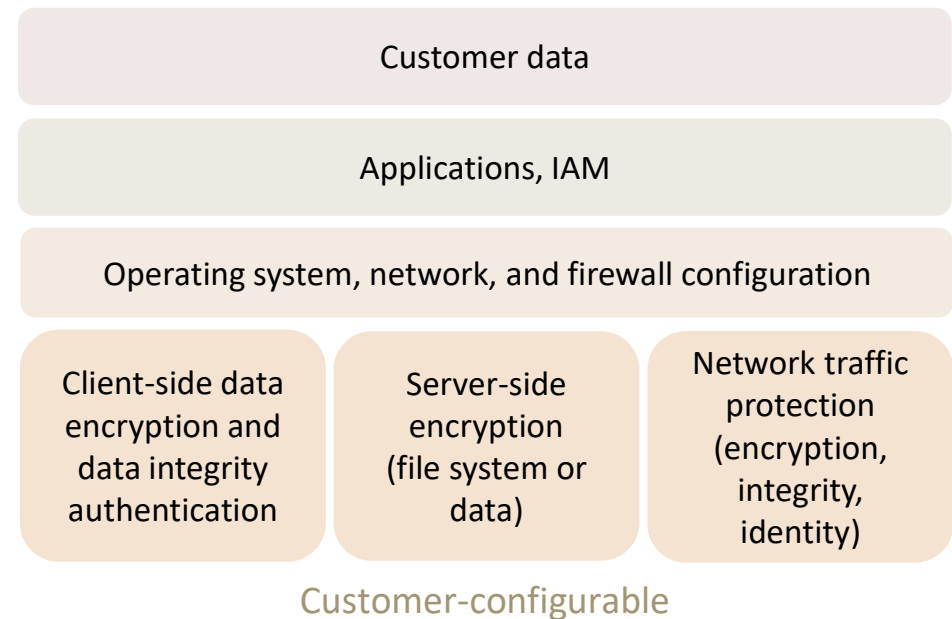 Customer data
Applications, IAM
Operating system, network, and firewall configuration
Client-side data
encryption and
data integrity
authentication
Server-side
encryption
(file system or
data)
Network traffic
protection
(encryption,
integrity,
identity)
Customer-configurable